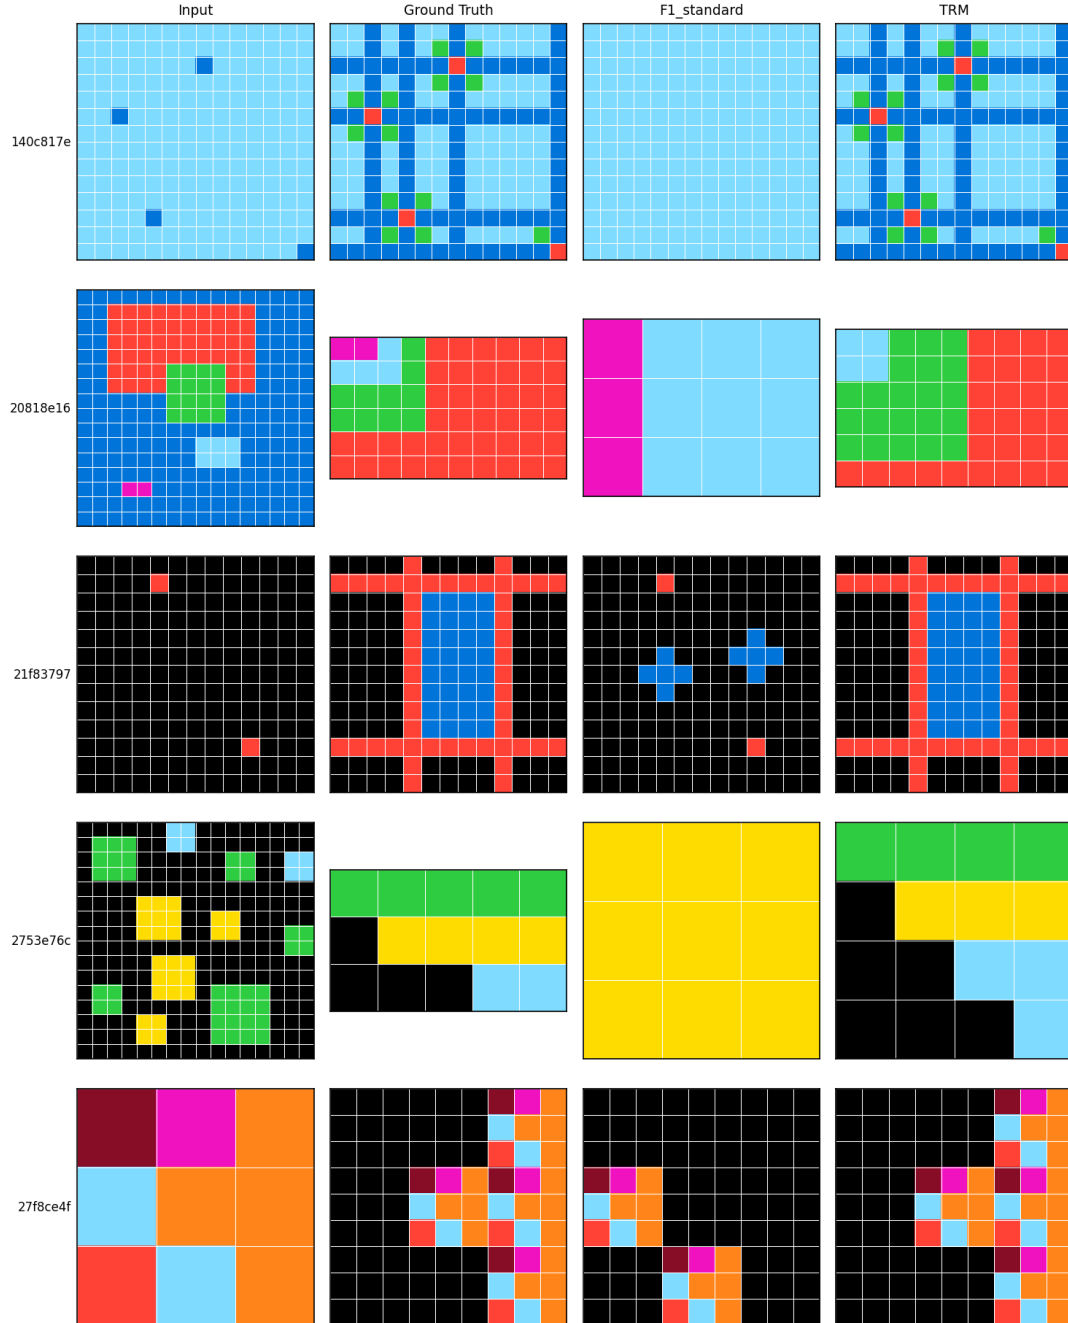 Input Ground Truth F1_standard TRM
140c817e
20818e16
21f83797
2753e76c
27f8ce4f